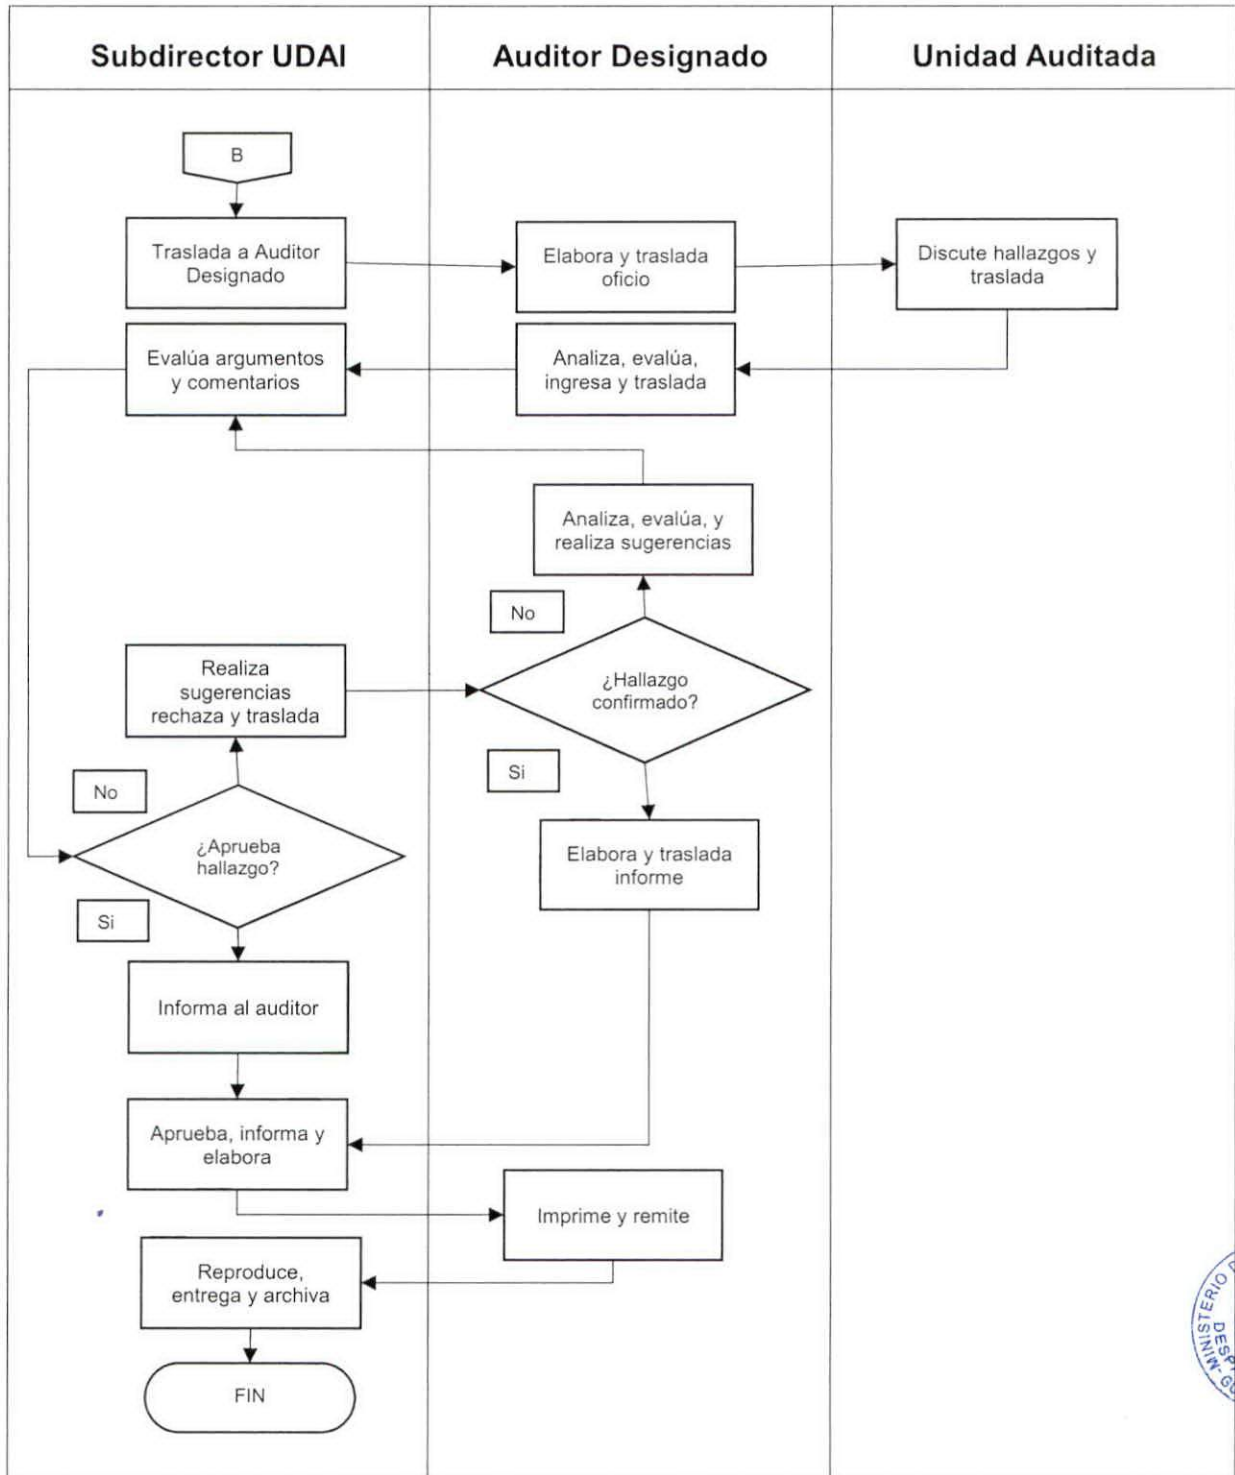 Subdirector UDAI
Auditor Designado
Unidad Auditada
B
Traslada a Auditor
Designado
Elabora y traslada
oficio
Discute hallazgos y
traslada
Evalúa argumentos
y comentarios
Analiza, evalúa,
ingresa y traslada
Analiza, evalúa, y
realiza sugerencias
No
¿Hallazgo
confirmado?
Realiza
sugerencias
rechaza y traslada
Si
No
¿Aprueba
hallazgo?
Elabora y traslada
informe
Si
Informa al auditor
Aprueba, informa y
elabora
Imprime y remite
Reproduce,
entrega y archiva
FIN
MINISTERIO